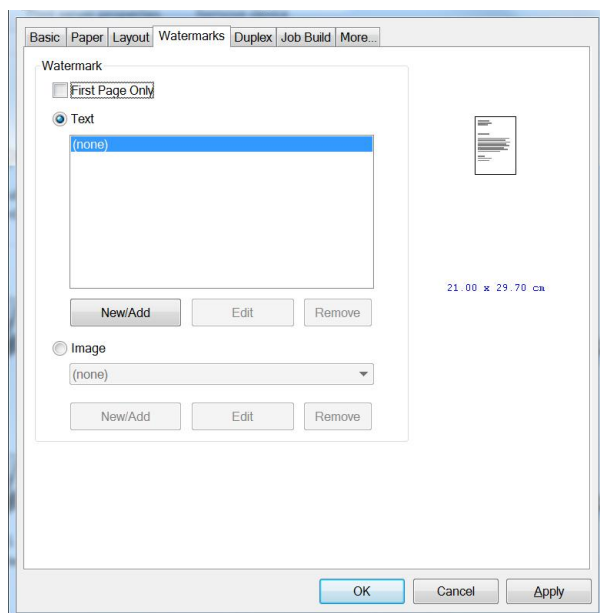 Basic Paper Layout Watermarks Duplex Job Build More...
Watermark
First Page Only
Text
(none)
21.00 x 29.70 cm
New/Add Edit Remove
Image
(none)
New/Add Edit Remove
OK Cancel Apply